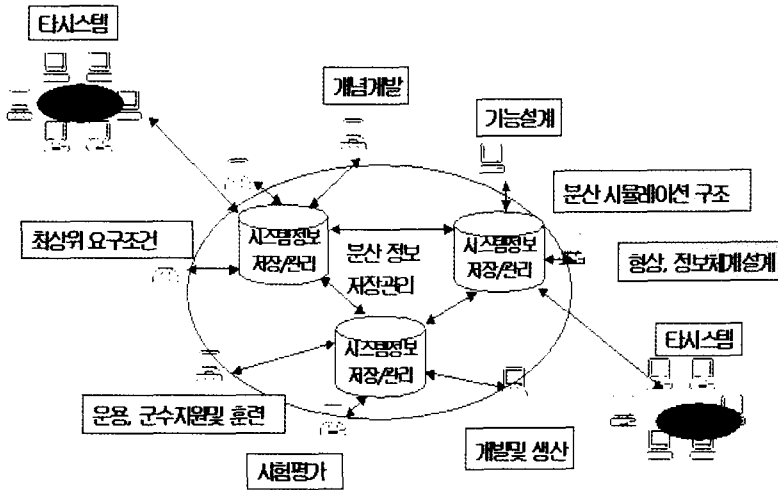 타시스템
개념개발
기능설계
분산 시뮬레이션 구조
최상위 요구조건
시스템정보
저장/관리
분산 정보
저장관리
시스템정보
저장/관리
형상, 정보체계설계
시스템정보
저장/관리
타시스템
운용, 군수지원및 훈련
개발및 생산
시험평가